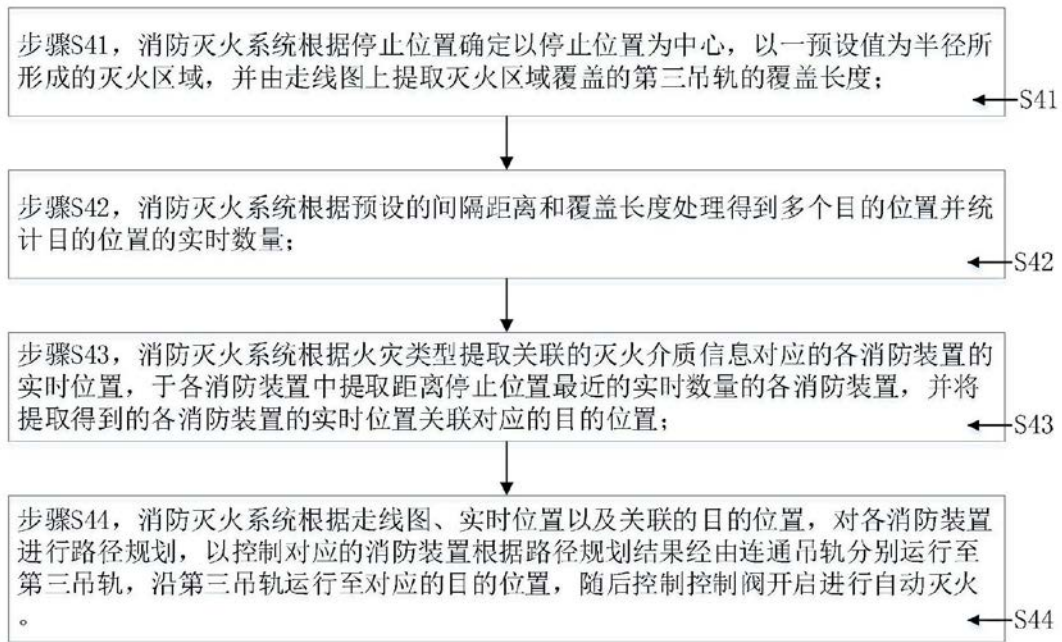 步骤S41，消防灭火系统根据停止位置确定以停止位置为中心，以一预设值为半径所
形成的灭火区域，并由走线图上提取灭火区域覆盖的第三吊轨的覆盖长度；
S41
步骤S42，消防灭火系统根据预设的间隔距离和覆盖长度处理得到多个目的位置并统
计目的位置的实时数量；
S42
步骤S43，消防灭火系统根据火灾类型提取关联的灭火介质信息对应的各消防装置的
实时位置，于各消防装置中提取距离停止位置最近的实时数量的各消防装置，并将
提取得到的各消防装置的实时位置关联对应的目的位置；
S43
步骤S44，消防灭火系统根据走线图、实时位置以及关联的目的位置，对各消防装置
进行路径规划，以控制对应的消防装置根据路径规划结果经由连通吊轨分别运行至
第三吊轨，沿第三吊轨运行至对应的目的位置，随后控制控制阀开启进行自动灭火
。
S44